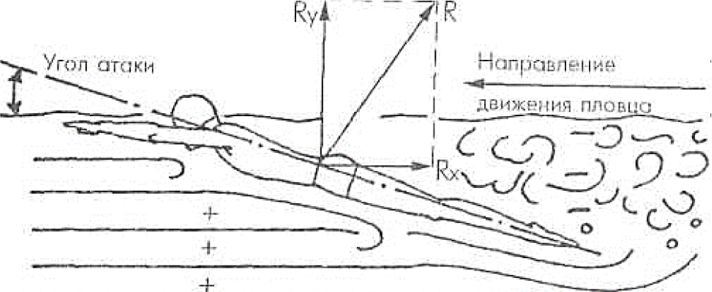 Ry
R
Угол атаки
Направление
движения пловца
Rx
+
+
+